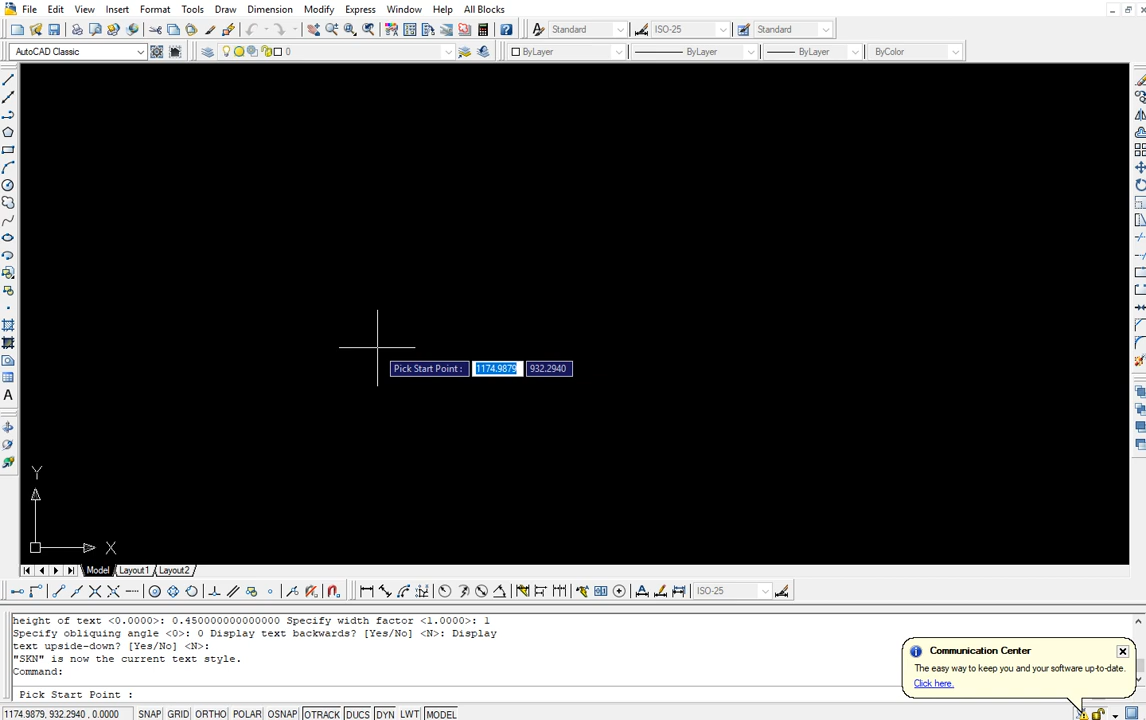 File Edit View Insert Format Tools Draw Dimension Modify Express Window Help All Blocks
Standard ISO-25 Standard
AutoCAD Classic 0 ByLayer ByLayer ByLayer ByColor
A
Pick Start Point : 1174.9879 932.2940
Y
X
Model Layout1 Layout2
ISO-25
height of text <0.0000>: 0.450000000000000 Specify width factor <1.0000>: 1
Specify obliquing angle <0>: 0 Display text backwards? [Yes/No] <N>: Display
text upside-down? [Yes/No] <N>:
"SKN" is now the current text style.
Command:
Pick Start Point :
Communication Center
The easy way to keep you and your software up-to-date.
Click here.
1174.9879, 932.2940 , 0.0000 SNAP GRID ORTHO POLAR OSNAP OTRACK DUCS DYN LWT MODEL